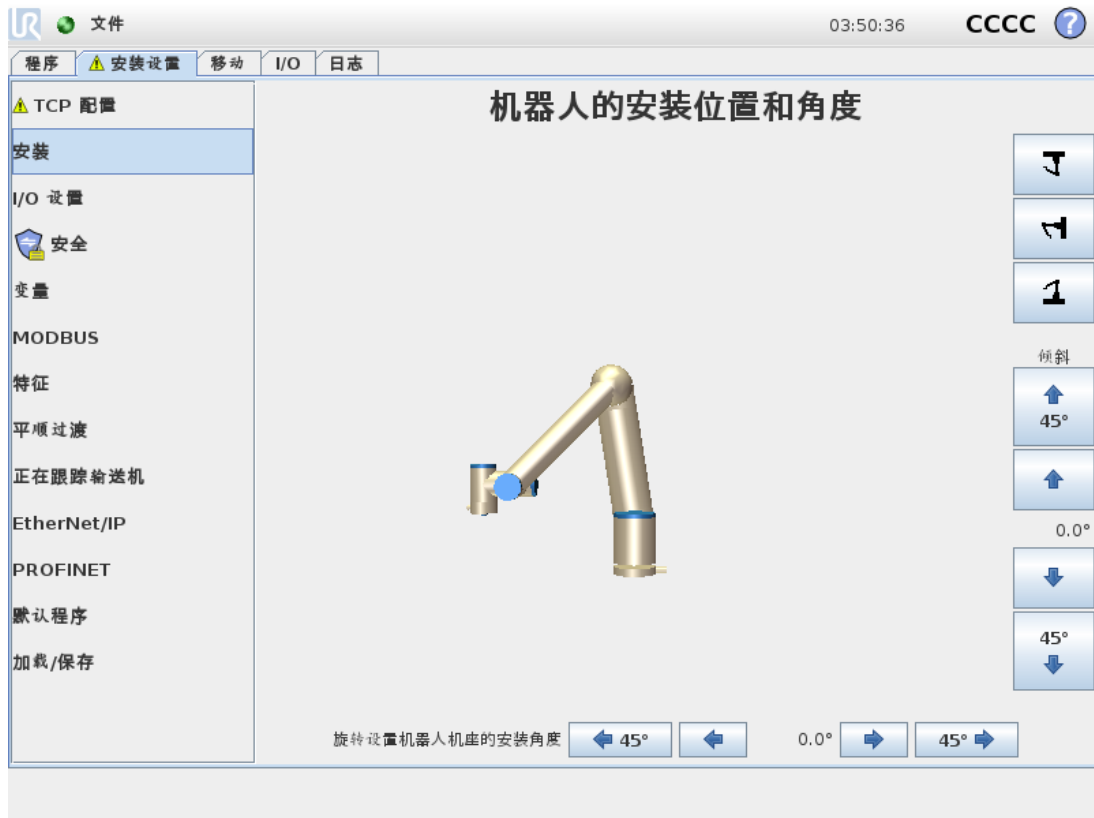 UR 文件 03:50:36 CCCC ?
程序 安装设置 移动 I/O 日志
TCP 配置
安装
I/O 设置
安全
变量
MODBUS
特征
平顺过渡
正在跟踪输送机
EtherNet/IP
PROFINET
默认程序
加载/保存
机器人的安装位置和角度
倾斜
45°
0.0°
45°
旋转设置机器人机座的安装角度 45° 0.0° 45°